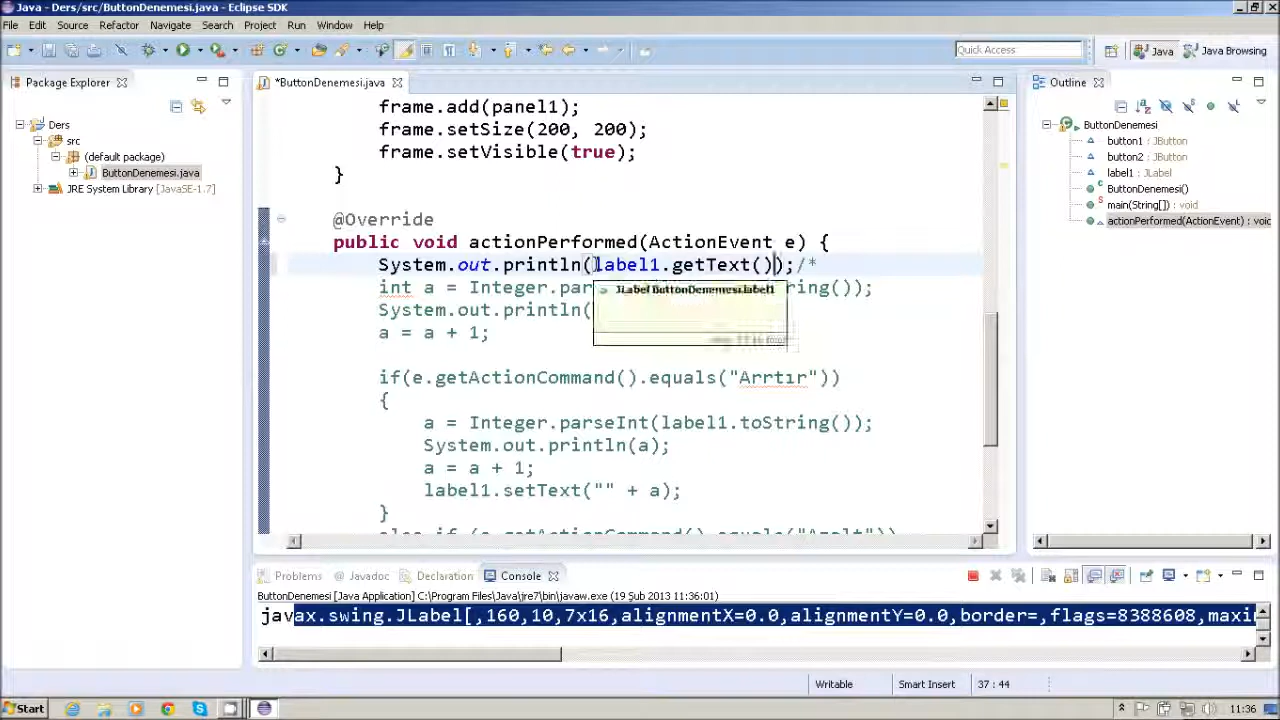 Java - Ders/src/ButtonDenemesi.java - Eclipse SDK
File Edit Source Refactor Navigate Search Project Run Window Help
Quick Access
Java
Java Browsing
Package Explorer
Ders
src
(default package)
ButtonDenemesi.java
JRE System Library [JavaSE-1.7]
*ButtonDenemesi.java
frame.add(panel1);
frame.setSize(200, 200);
frame.setVisible(true);
}
@Override
public void actionPerformed(ActionEvent e) {
System.out.println(label1.getText());/*
int a = Integer.par
ring());
System.out.println(
a = a + 1;
JLabel ButtonDenemesi.label1
if(e.getActionCommand().equals("Arrtır"))
{
a = Integer.parseInt(label1.toString());
System.out.println(a);
a = a + 1;
label1.setText("" + a);
}
else if (e.getActionCommand().equals("Azalt"))
Outline
ButtonDenemesi
button1 : JButton
button2 : JButton
label1 : JLabel
ButtonDenemesi()
main(String[]) : void
actionPerformed(ActionEvent) : void
Problems
Javadoc
Declaration
Console
ButtonDenemesi [Java Application] C:\Program Files\Java\jre7\bin\javaw.exe (19 Şub 2013 11:36:01)
javax.swing.JLabel[,160,10,7x16,alignmentX=0.0,alignmentY=0.0,border=,flags=8388608,maxi
Writable
Smart Insert
37 : 44
Start
11:36